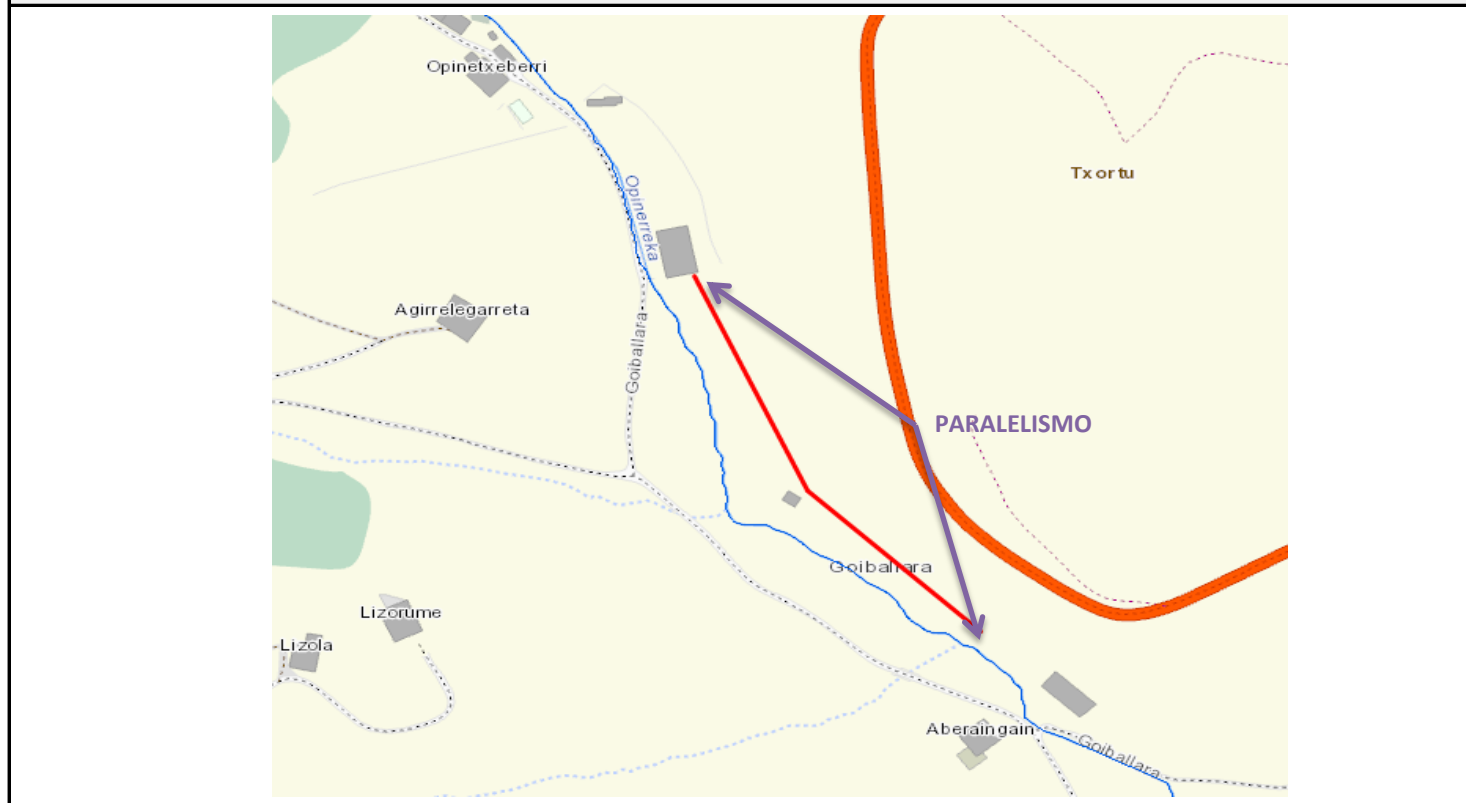 Opinetxeberri
Txortu
Opinerreka
Agirrelegarreta
Goiballara
PARALELISMO
Goiballara
Lizorume
Lizola
Aberaingain
Goiballara